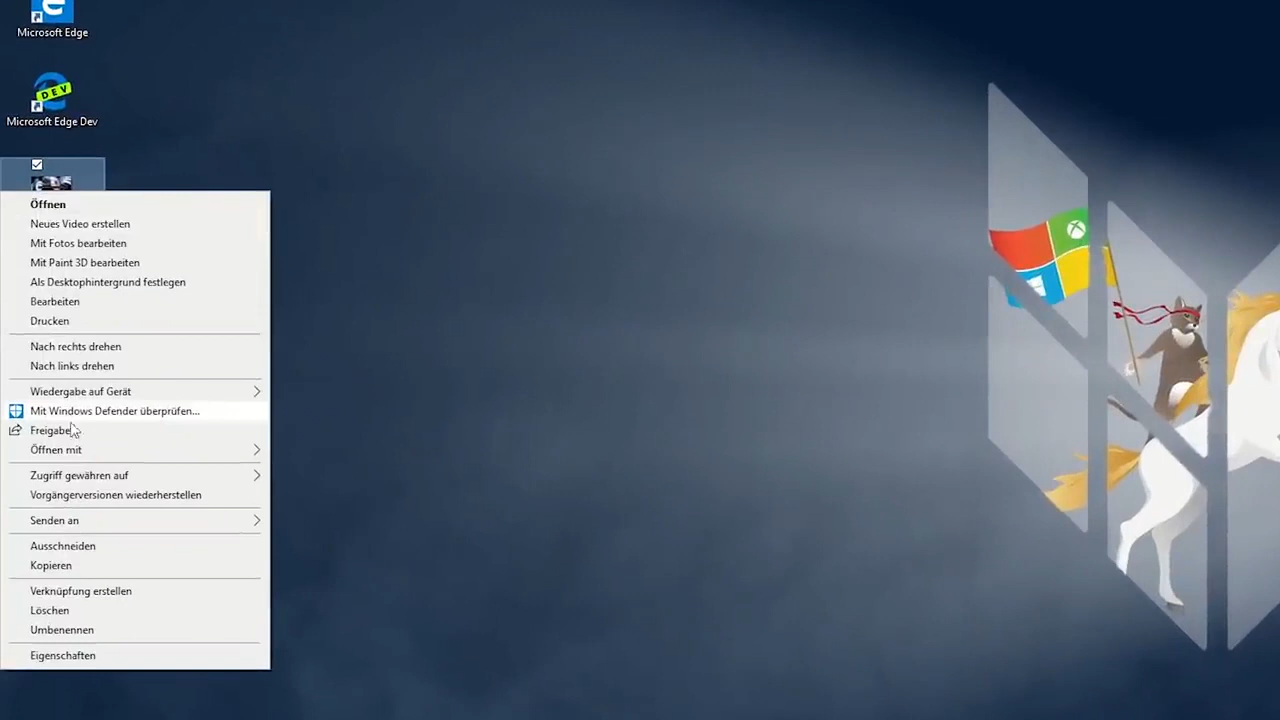 Microsoft Edge
DEV
Microsoft Edge Dev
Öffnen
Neues Video erstellen
Mit Fotos bearbeiten
Mit Paint 3D bearbeiten
Als Desktophintergrund festlegen
Bearbeiten
Drucken
Nach rechts drehen
Nach links drehen
Wiedergabe auf Gerät
Mit Windows Defender überprüfen...
Freigabe
Öffnen mit
Zugriff gewähren auf
Vorgängerversionen wiederherstellen
Senden an
Ausschneiden
Kopieren
Verknüpfung erstellen
Löschen
Umbenennen
Eigenschaften